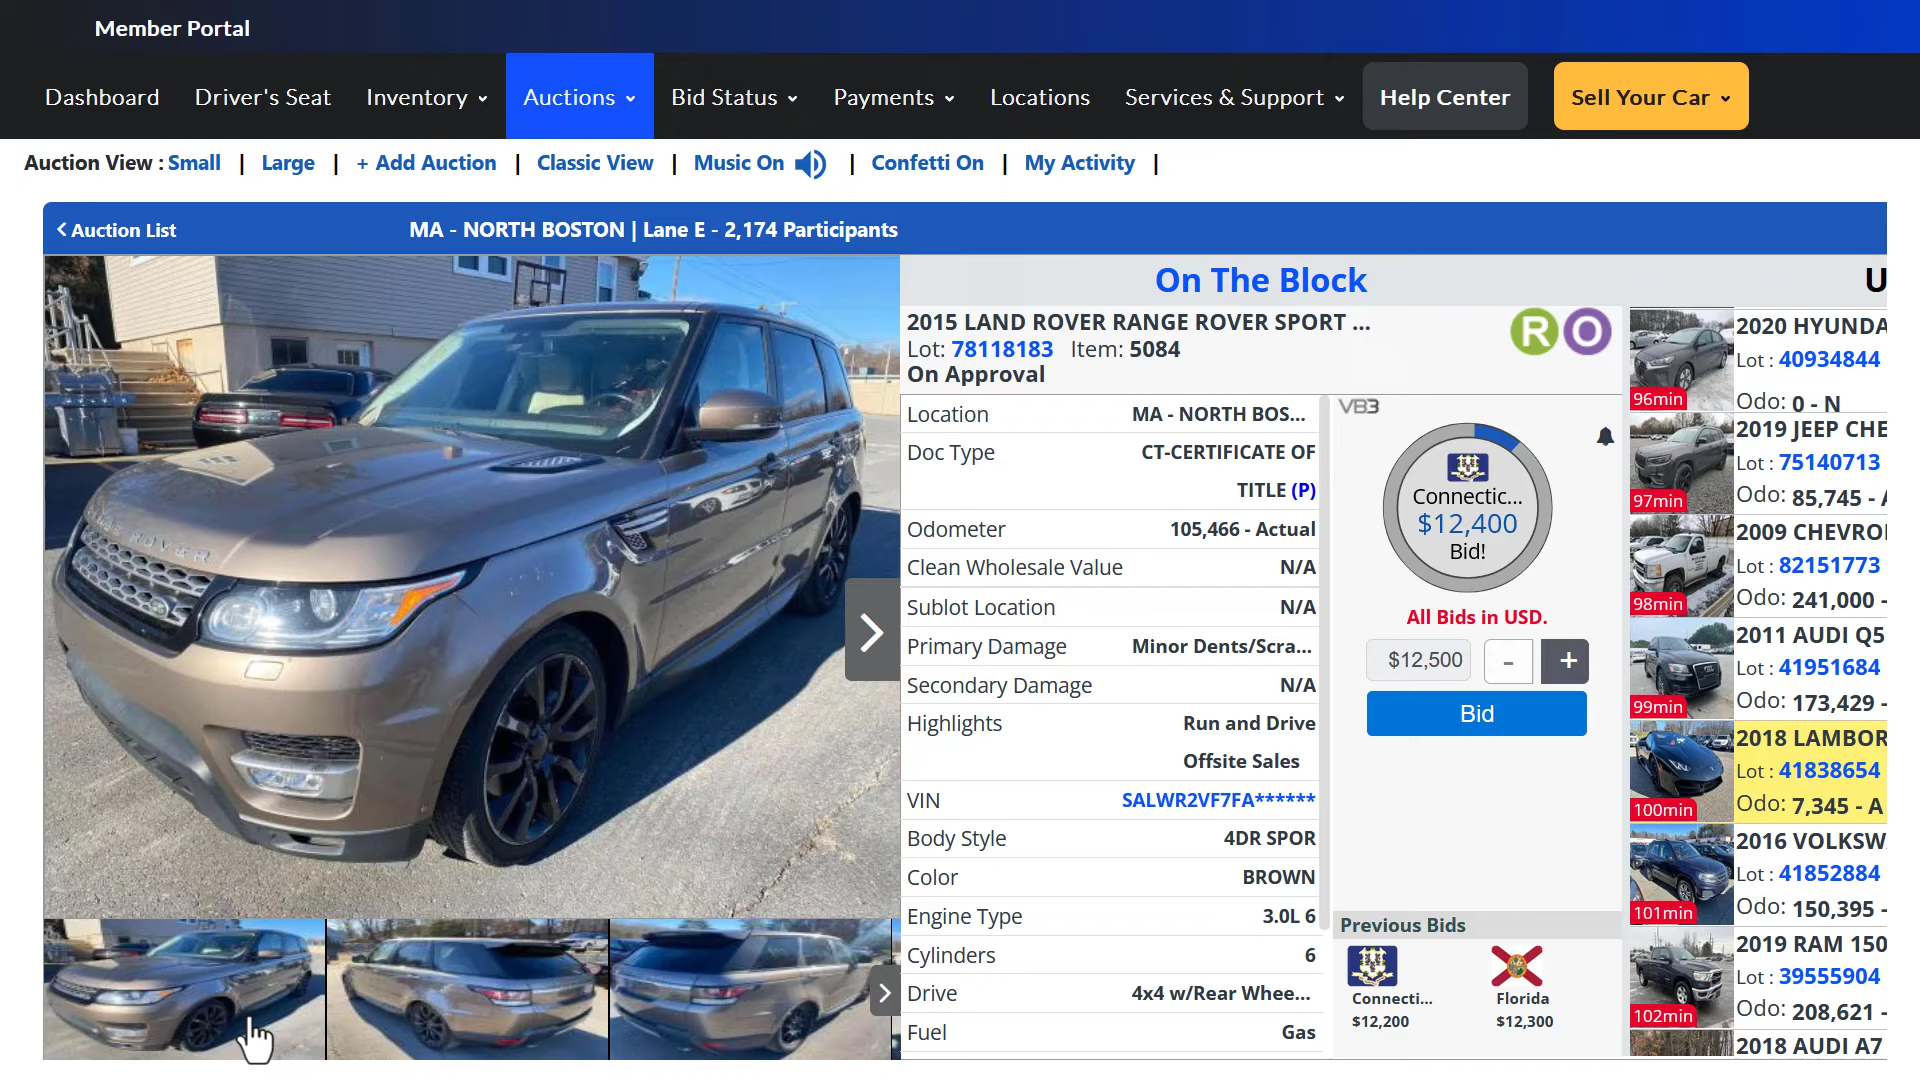 Member Portal
Dashboard
Driver's Seat
Inventory
Auctions
Bid Status
Payments
Locations
Services & Support
Help Center
Sell Your Car
Auction View : Small | Large | + Add Auction | Classic View | Music On | Confetti On | My Activity |
Auction List
MA - NORTH BOSTON | Lane E - 2,174 Participants
On The Block
2015 LAND ROVER RANGE ROVER SPORT ...
Lot: 78118183 Item: 5084
On Approval
R O
Location MA - NORTH BOS...
Doc Type CT-CERTIFICATE OF
TITLE (P)
Odometer 105,466 - Actual
Clean Wholesale Value N/A
Sublot Location N/A
Primary Damage Minor Dents/Scra...
Secondary Damage N/A
Highlights Run and Drive
Offsite Sales
VIN SALWR2VF7FA******
Body Style 4DR SPOR
Color BROWN
Engine Type 3.0L 6
Cylinders 6
Drive 4x4 w/Rear Whee...
Fuel Gas
VB3
Connectic...
$12,400
Bid!
All Bids in USD.
$12,500 - +
Bid
Previous Bids
Connecti...
$12,200
Florida
$12,300
U
2020 HYUNDA
Lot : 40934844
Odo: 0 - N
96min
2019 JEEP CHE
Lot : 75140713
Odo: 85,745 - A
97min
2009 CHEVROL
Lot : 82151773
Odo: 241,000 -
98min
2011 AUDI Q5
Lot : 41951684
Odo: 173,429 -
99min
2018 LAMBOR
Lot : 41838654
Odo: 7,345 - A
100min
2016 VOLKSW
Lot : 41852884
Odo: 150,395 -
101min
2019 RAM 150
Lot : 39555904
Odo: 208,621 -
102min
2018 AUDI A7